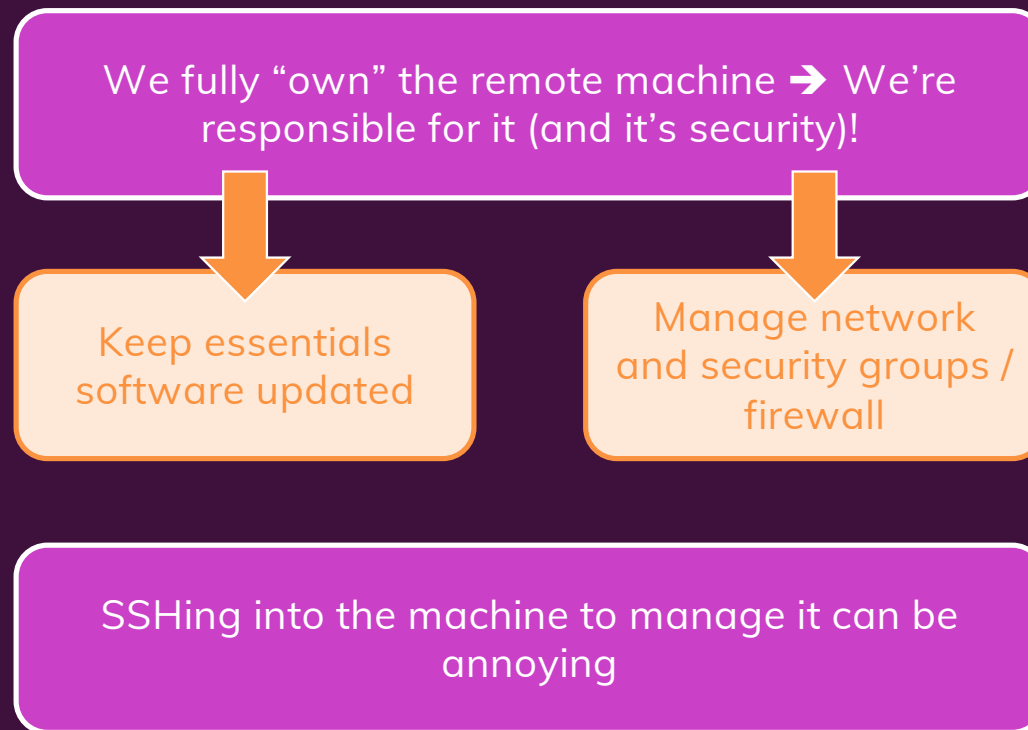 We fully “own” the remote machine ➔ We’re
responsible for it (and it’s security)!
Keep essentials
software updated
Manage network
and security groups /
firewall
SSHing into the machine to manage it can be
annoying